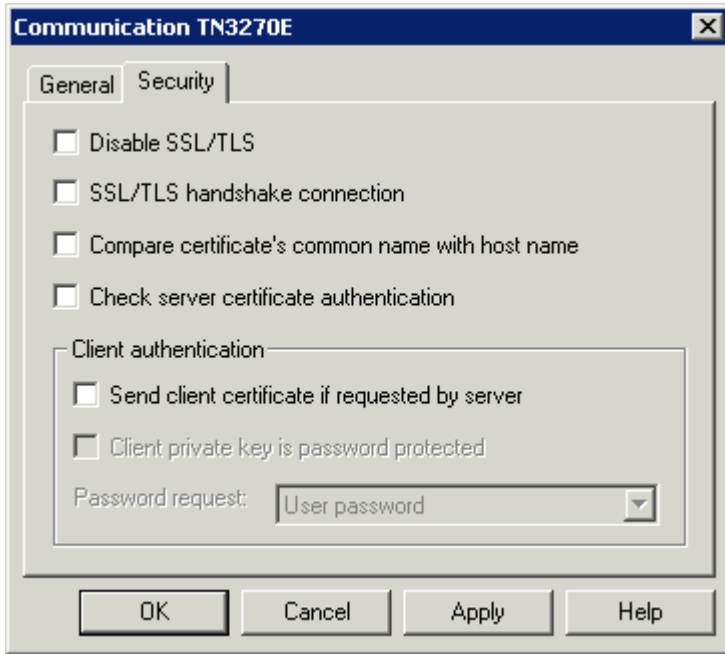 Communication TN3270E
General Security
Disable SSL/TLS
SSL/TLS handshake connection
Compare certificate's common name with host name
Check server certificate authentication
Client authentication
Send client certificate if requested by server
Client private key is password protected
Password request: User password
OK Cancel Apply Help